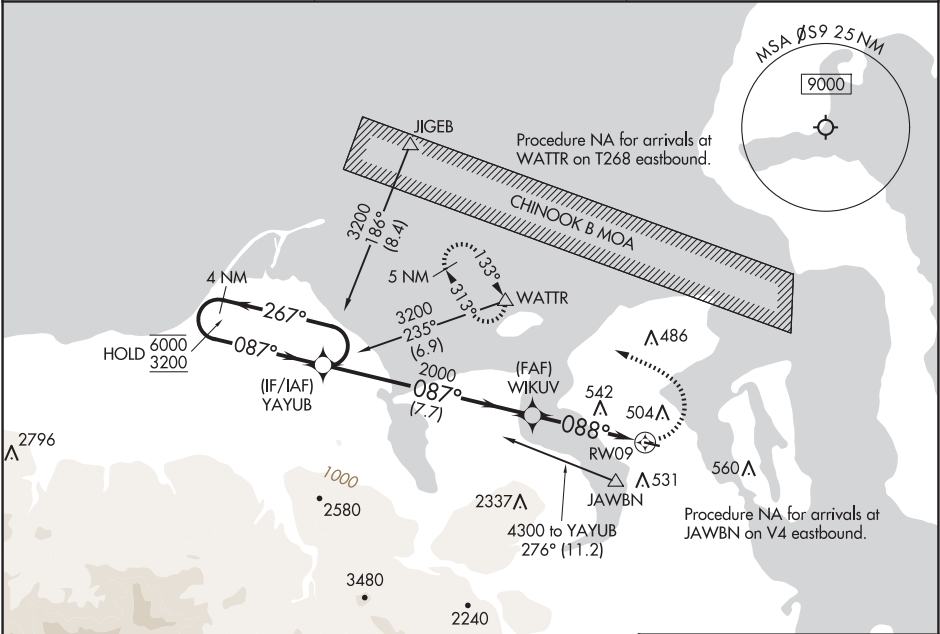 MSA ØS9 25 NM
9000
JIGEB
Procedure NA for arrivals at
WATTR on T268 eastbound.
CHINOOK B MOA
3200
186°
(8.4)
4 NM
5 NM
133°
313°
WATTR
267°
3200
235°
(6.9)
HOLD 6000
3200
087°
486
(IF/IAF)
YAYUB
2000
087°
(7.7)
(FAF)
WIKUV
542
504
088°
RW09
2796
1000
2580
2337
JAWBN
531
560
4300 to YAYUB
276° (11.2)
Procedure NA for arrivals at
JAWBN on V4 eastbound.
3480
2240